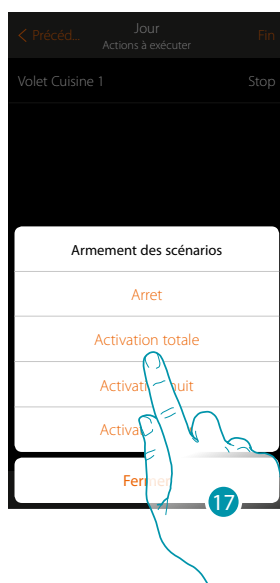 < Précéd... Jour Fin
Actions à exécuter
Volet Cuisine 1 Stop
Armement des scénarios
Arret
Activation totale
17